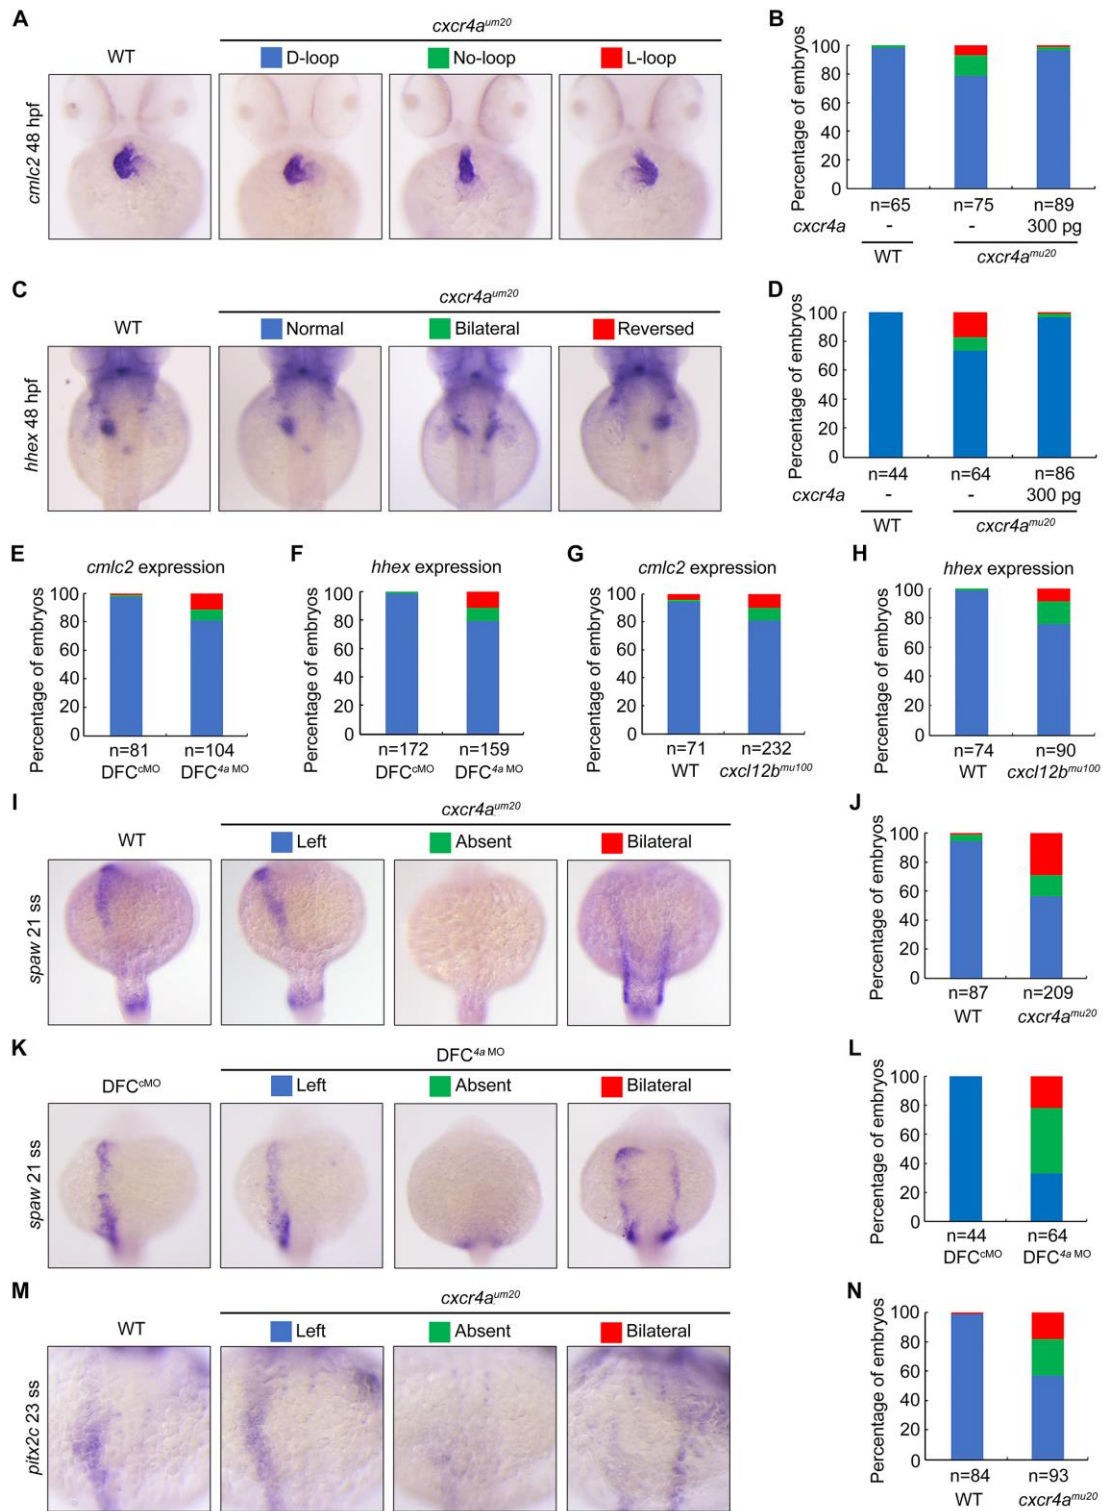 A
cxcr4a^um20
WT
D-loop
No-loop
L-loop
cmlc2 48 hpf
B
Percentage of embryos
100
80
60
40
20
0
n=65
n=75
n=89
cxcr4a
-
-
300 pg
WT
cxcr4a^mu20
C
cxcr4a^um20
WT
Normal
Bilateral
Reversed
hhex 48 hpf
D
Percentage of embryos
100
80
60
40
20
0
n=44
n=64
n=86
cxcr4a
-
-
300 pg
WT
cxcr4a^mu20
E
cmlc2 expression
Percentage of embryos
100
80
60
40
20
0
n=81
n=104
DFC^cMO
DFC^4a MO
F
hhex expression
100
80
60
40
20
0
n=172
n=159
DFC^cMO
DFC^4a MO
G
cmlc2 expression
100
80
60
40
20
0
n=71
n=232
WT
cxcl12b^mu100
H
hhex expression
Percentage of embryos
100
80
60
40
20
0
n=74
n=90
WT
cxcl12b^mu100
I
cxcr4a^um20
WT
Left
Absent
Bilateral
spaw 21 ss
J
Percentage of embryos
100
80
60
40
20
0
n=87
n=209
WT
cxcr4a^mu20
K
DFC^4a MO
DFC^cMO
Left
Absent
Bilateral
spaw 21 ss
L
Percentage of embryos
100
80
60
40
20
0
n=44
n=64
DFC^cMO
DFC^4a MO
M
cxcr4a^um20
WT
Left
Absent
Bilateral
pitx2c 23 ss
N
Percentage of embryos
100
80
60
40
20
0
n=84
n=93
WT
cxcr4a^mu20